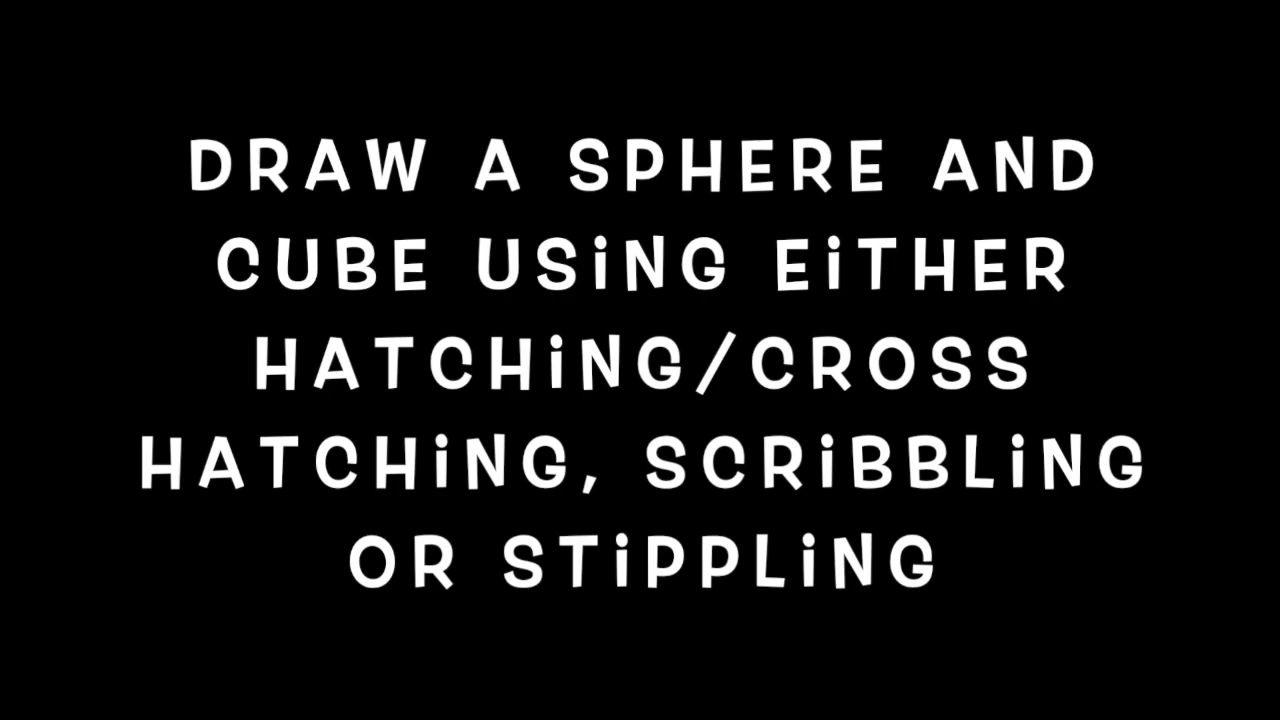 DRAW A SPHERE AND
CUBE USiNG EiTHER
HATCHiNG/CROSS
HATCHiNG, SCRiBBLiNG
OR STiPPLiNG